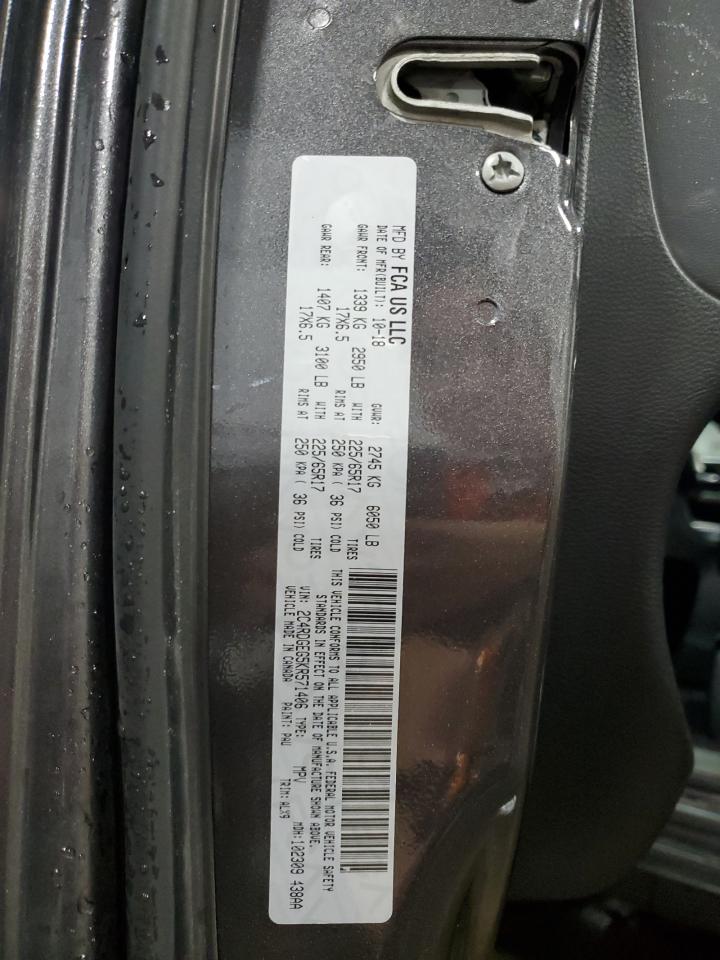 MFD BY FCA US LLC
DATE OF MFR(BUILT): 10-18 GVWR: 2745 KG 6050 LB
GAWR FRONT: 1339 KG 2950 LB WITH 225/65R17 TIRES
17X6.5 RIMS AT 250 KPA ( 36 PSI) COLD
GAWR REAR: 1407 KG 3100 LB WITH 225/65R17 TIRES
17X6.5 RIMS AT 250 KPA ( 36 PSI) COLD
THIS VEHICLE CONFORMS TO ALL APPLICABLE U.S.A. FEDERAL MOTOR VEHICLE SAFETY
STANDARDS IN EFFECT ON THE DATE OF MANUFACTURE SHOWN ABOVE.
VIN: 2C4RDGEG5KR571406 TYPE: MPV MDH:102309 438AA
VEHICLE MADE IN CANADA PAINT: PAU TRIM:ALX9